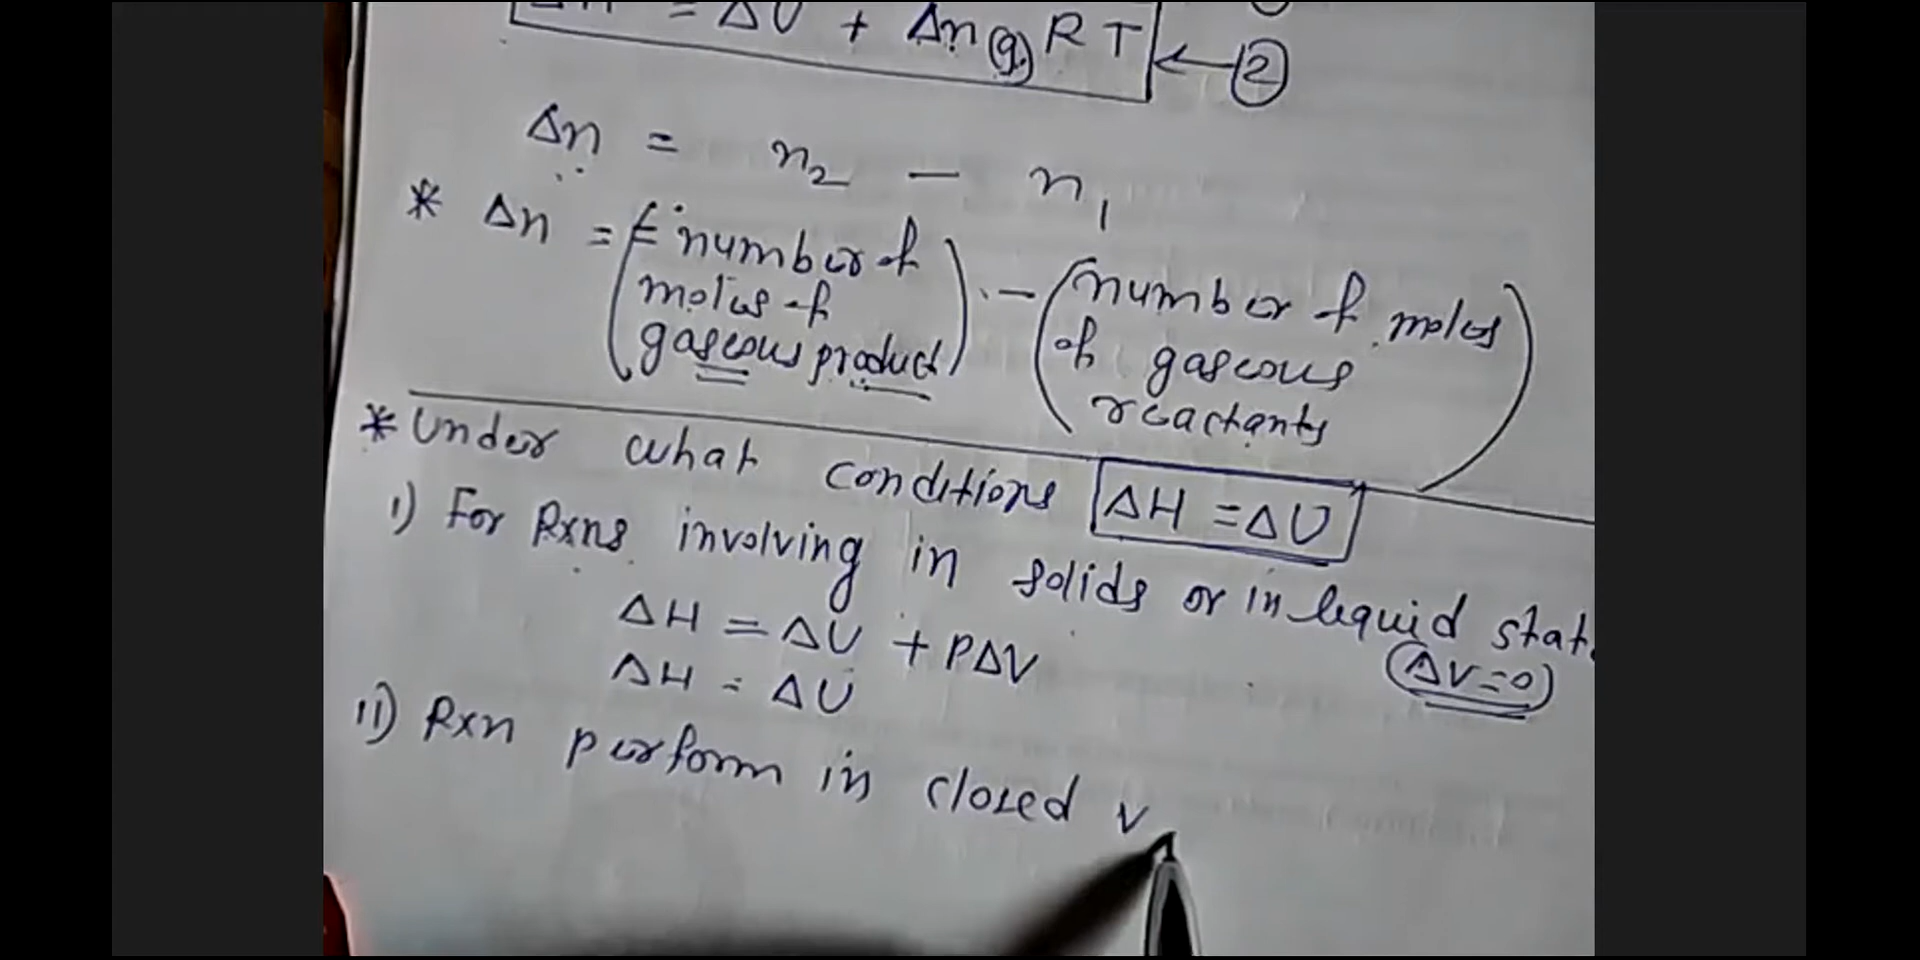 ΔH = ΔU + Δn(g) RT ← ②
Δn = n₂ - n₁
* Δn = (number of moles of gaseous product) - (number of moles of gaseous reactants)
* Under what conditions ΔH = ΔU
i) For Rxns involving in solids or in liquid stat
(ΔV=0)
ΔH = ΔU + PΔV
ΔH = ΔU
ii) Rxn perform in closed v